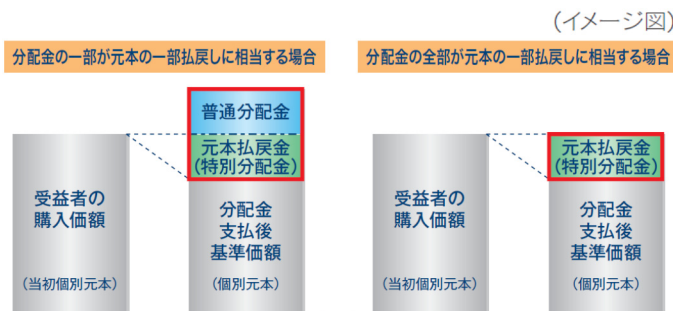 (イメージ図)
分配金の一部が元本の一部払戻しに相当する場合
普通分配金
元本払戻金
(特別分配金)
受益者の
購入価額
(当初個別元本)
分配金
支払後
基準価額
(個別元本)
分配金の全部が元本の一部払戻しに相当する場合
元本払戻金
(特別分配金)
受益者の
購入価額
(当初個別元本)
分配金
支払後
基準価額
(個別元本)